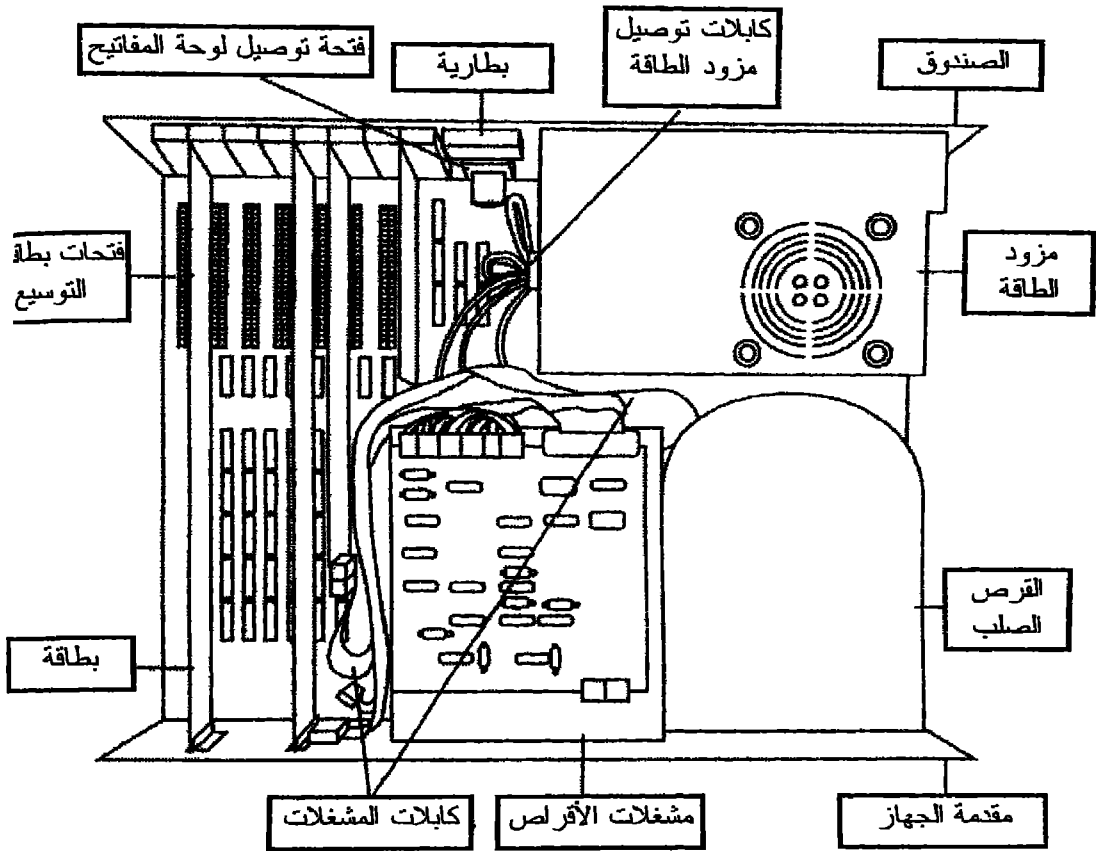 كابلات توصيل
مزود الطاقة
الصندوق
بطارية
فتحة توصيل لوحة المفاتيح
مزود
الطاقة
فتحات
التوسيع
القرص
الصلب
بطاقة
مقدمة الجهاز
مشغلات الأقراص
كابلات المشغلات